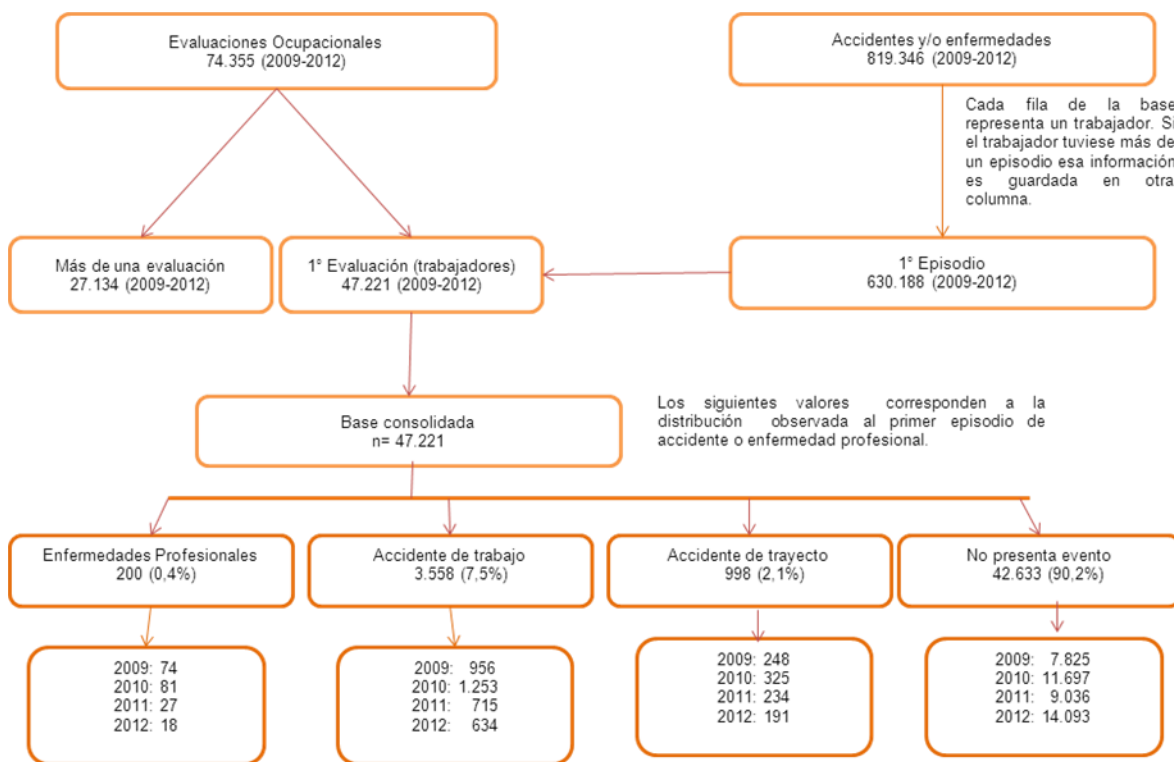 Evaluaciones Ocupacionales
74.355 (2009-2012)
Accidentes y/o enfermedades
819.346 (2009-2012)
Cada fila de la base
representa un trabajador. Si
el trabajador tuviese más de
un episodio esa información
es guardada en otra
columna.
Más de una evaluación
27.134 (2009-2012)
1° Evaluación (trabajadores)
47.221 (2009-2012)
1° Episodio
630.188 (2009-2012)
Base consolidada
n= 47.221
Los siguientes valores corresponden a la
distribución observada al primer episodio de
accidente o enfermedad profesional.
Enfermedades Profesionales
200 (0,4%)
Accidente de trabajo
3.558 (7,5%)
Accidente de trayecto
998 (2,1%)
No presenta evento
42.633 (90,2%)
2009: 74
2010: 81
2011: 27
2012: 18
2009: 956
2010: 1.253
2011: 715
2012: 634
2009: 248
2010: 325
2011: 234
2012: 191
2009: 7.825
2010: 11.697
2011: 9.036
2012: 14.093